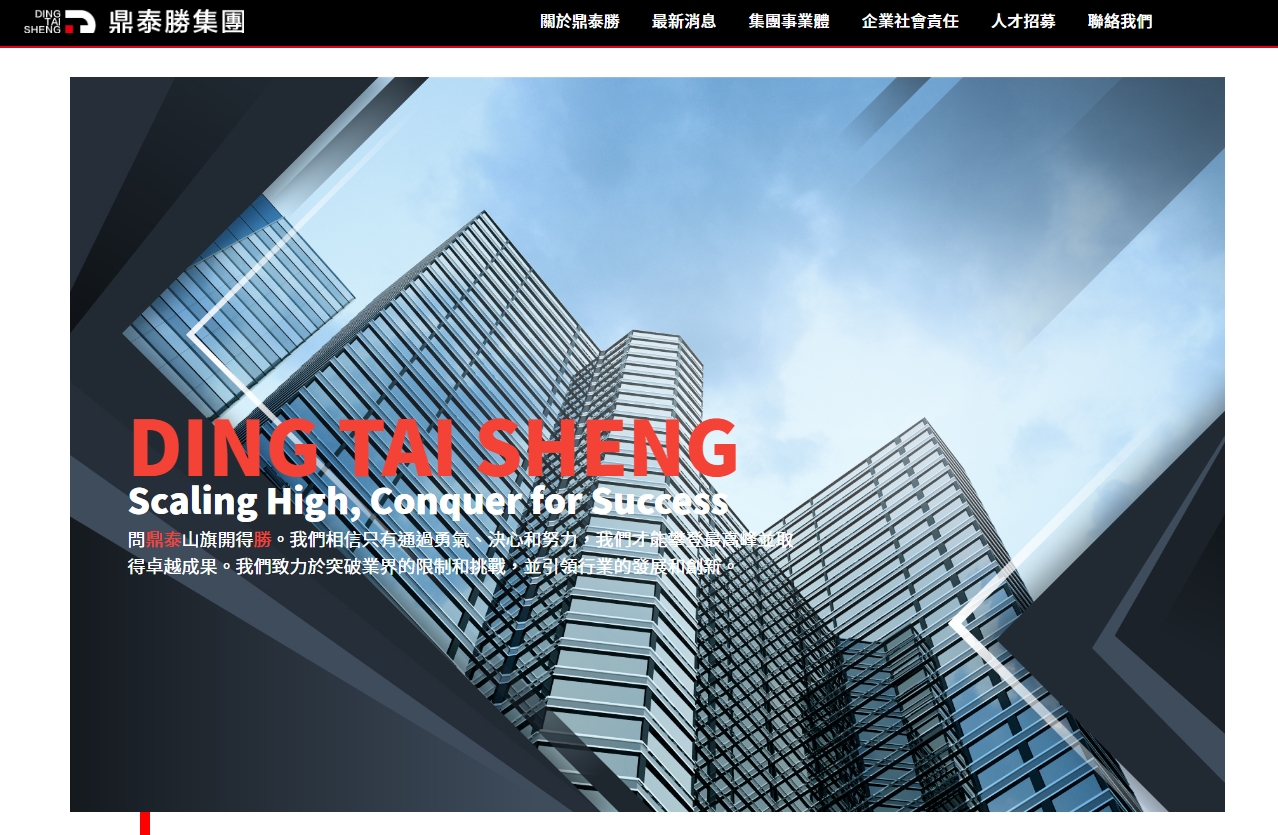 DING
TAI
SHENG
鼎泰勝集團
關於鼎泰勝 最新消息 集團事業體 企業社會責任 人才招募 聯絡我們
DING TAI SHENG
Scaling High, Conquer for Success
問鼎泰山旗開得勝。我們相信只有通過勇氣、決心和努力，我們才能攀登最高峰並取
得卓越成果。我們致力於突破業界的限制和挑戰，並引領行業的發展和創新。